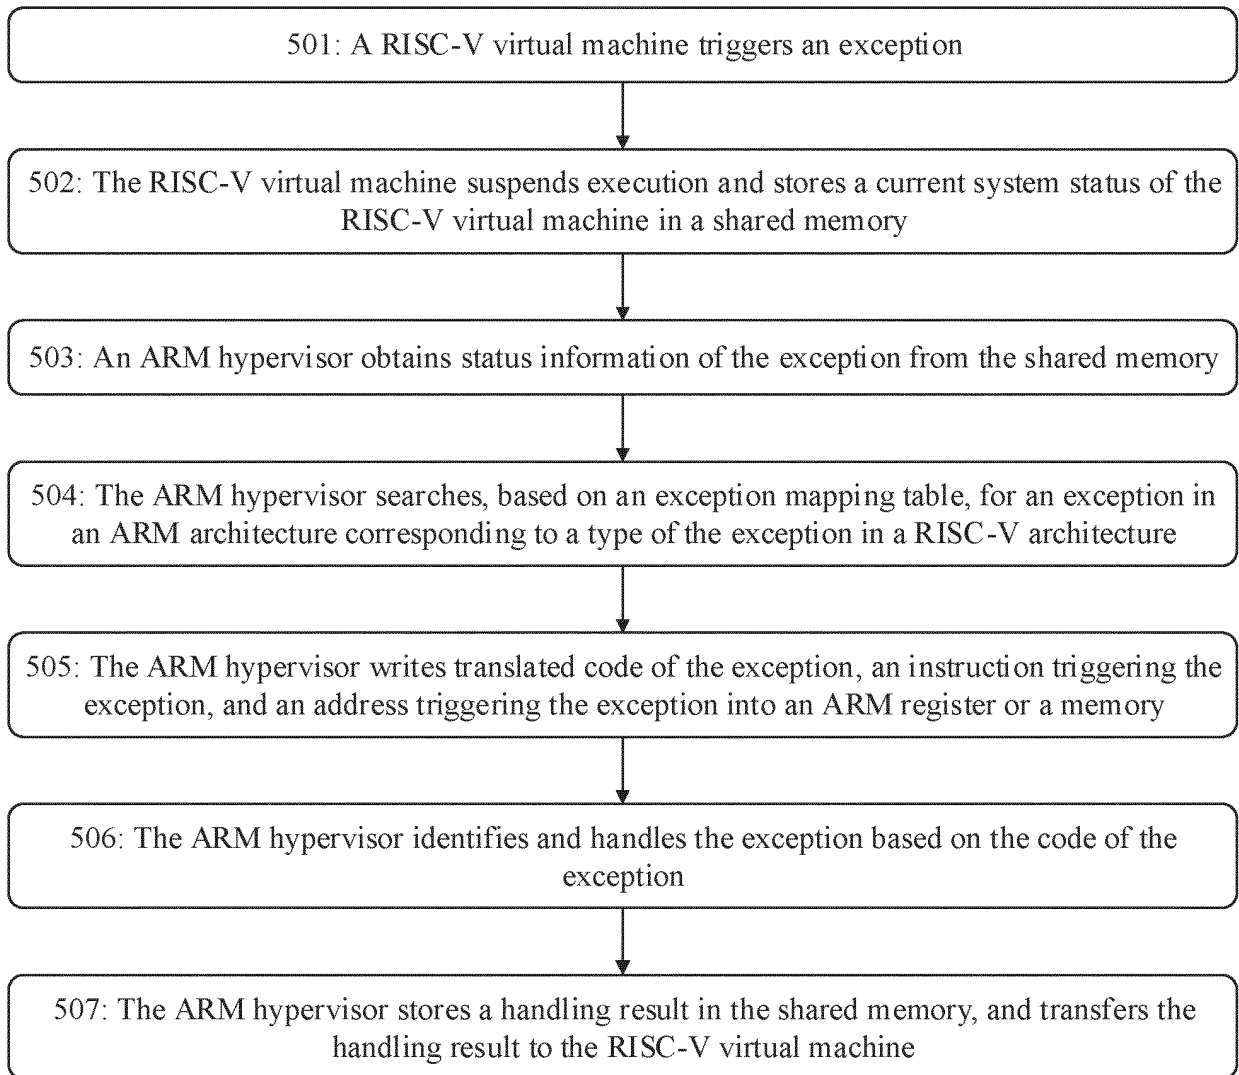 501: A RISC-V virtual machine triggers an exception
502: The RISC-V virtual machine suspends execution and stores a current system status of the
RISC-V virtual machine in a shared memory
503: An ARM hypervisor obtains status information of the exception from the shared memory
504: The ARM hypervisor searches, based on an exception mapping table, for an exception in
an ARM architecture corresponding to a type of the exception in a RISC-V architecture
505: The ARM hypervisor writes translated code of the exception, an instruction triggering the
exception, and an address triggering the exception into an ARM register or a memory
506: The ARM hypervisor identifies and handles the exception based on the code of the
exception
507: The ARM hypervisor stores a handling result in the shared memory, and transfers the
handling result to the RISC-V virtual machine